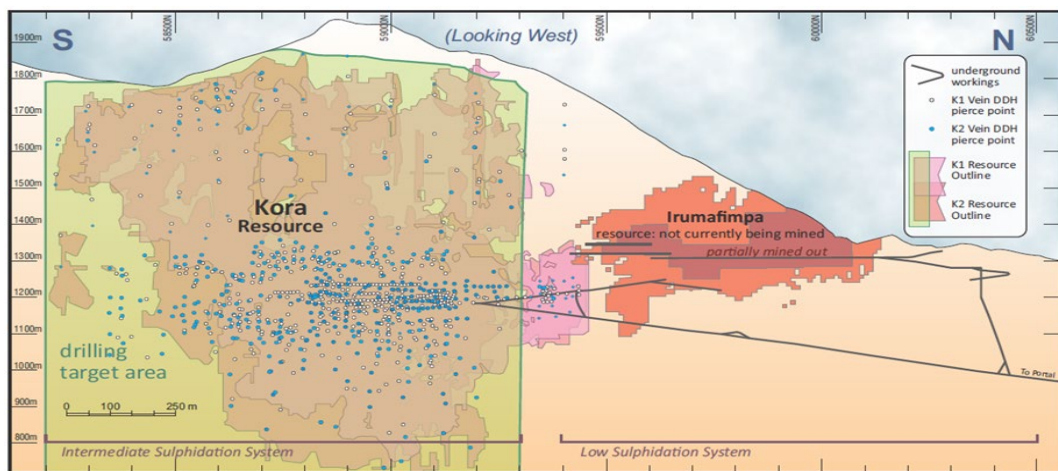 S
(Looking West)
N
58500N
59000N
59500N
60000N
60500N
1900m
1800m
1700m
1600m
1500m
1400m
1300m
1200m
1100m
1000m
900m
800m
underground
workings
K1 Vein DDH
pierce point
K2 Vein DDH
pierce point
K1 Resource
Outline
K2 Resource
Outline
Kora
Resource
Irumafimpa
resource: not currently being mined
partially mined out
drilling
target area
0 100 250 m
To Portal
Intermediate Sulphidation System
Low Sulphidation System